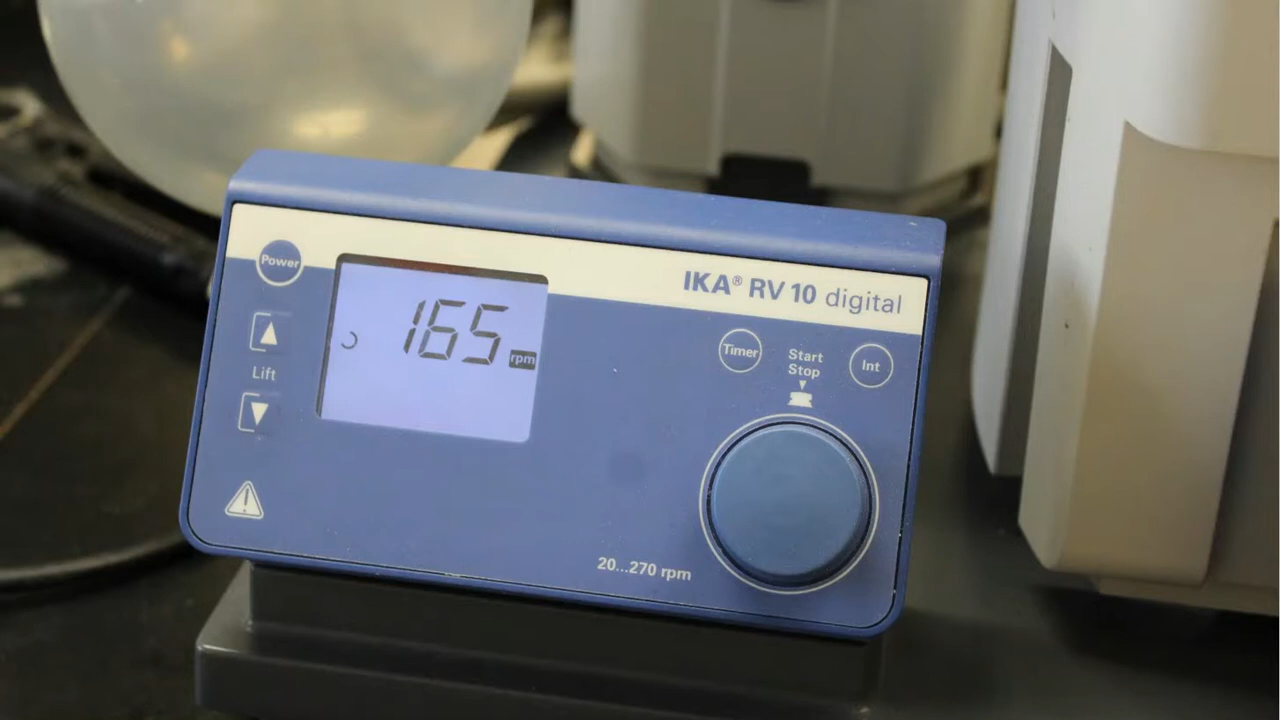 IKA® RV 10 digital
Power
165
rpm
Timer
Start
Stop
Int
Lift
20...270 rpm